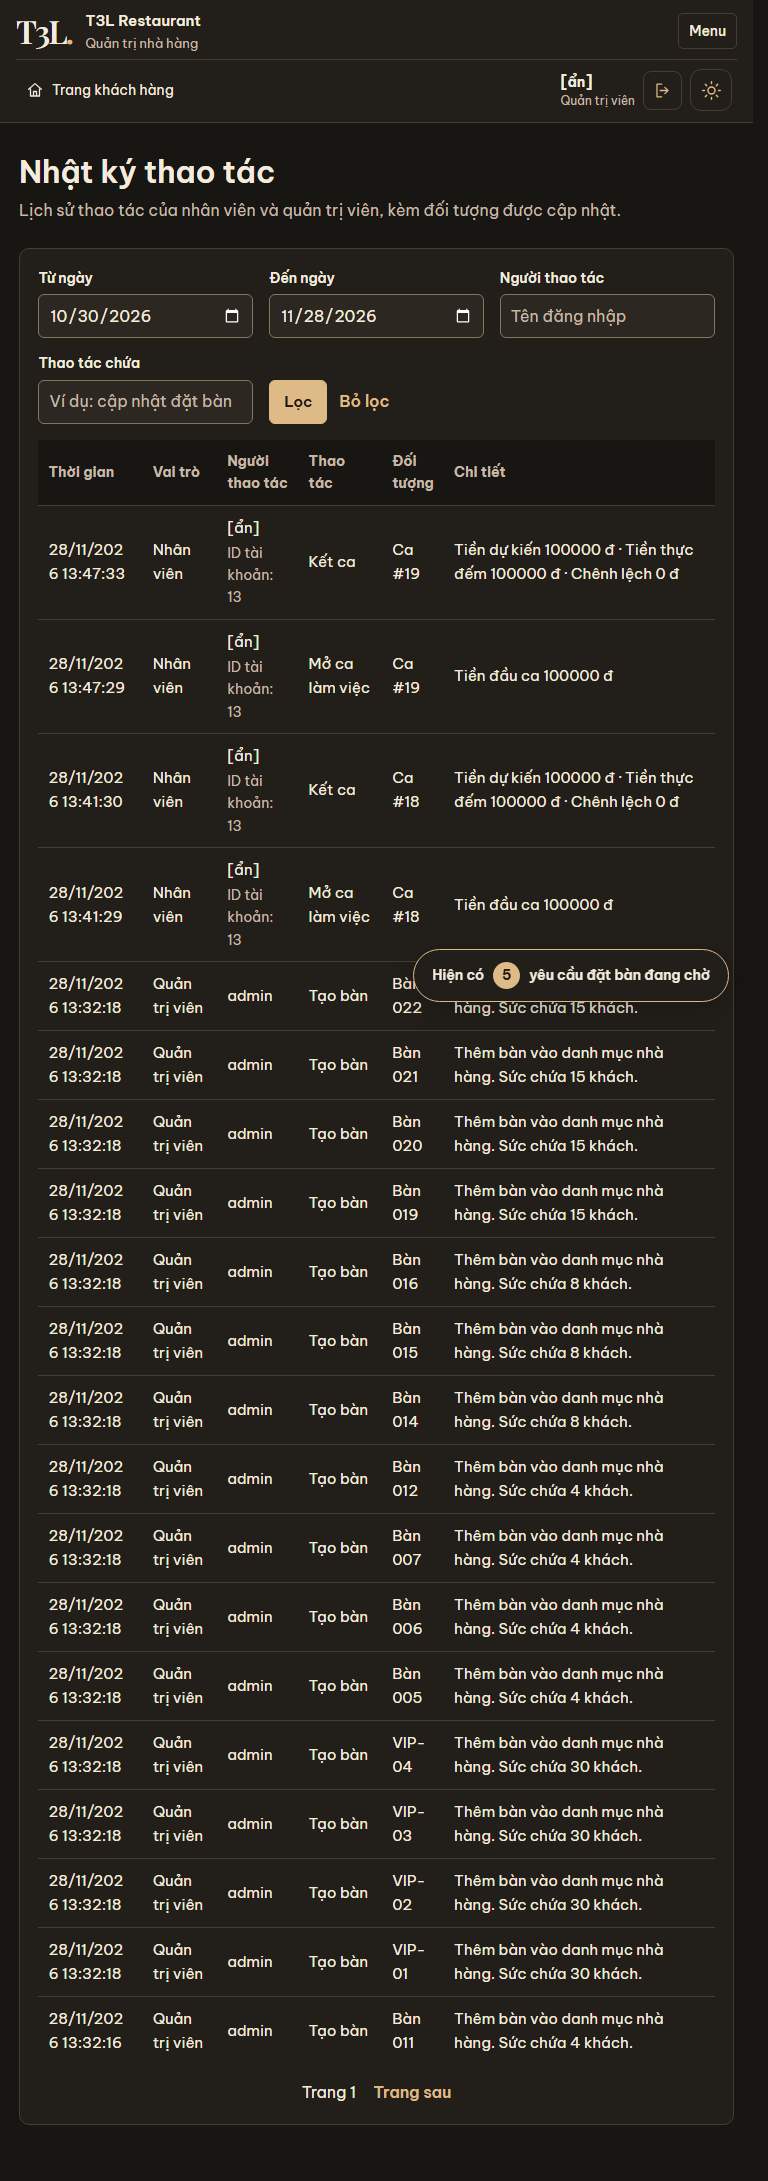 T3L.
T3L Restaurant
Quản trị nhà hàng
Menu
Trang khách hàng
[ẩn]
Quản trị viên
Nhật ký thao tác
Lịch sử thao tác của nhân viên và quản trị viên, kèm đối tượng được cập nhật.
Từ ngày
Đến ngày
Người thao tác
10/30/2026
11/28/2026
Tên đăng nhập
Thao tác chứa
Ví dụ: cập nhật đặt bàn
Lọc
Bỏ lọc
Thời gian
Vai trò
Người
thao tác
Thao
tác
Đối
tượng
Chi tiết
28/11/202
6 13:47:33
Nhân
viên
[ẩn]
ID tài
khoản:
13
Kết ca
Ca
#19
Tiền dự kiến 100000 đ · Tiền thực
đếm 100000 đ · Chênh lệch 0 đ
28/11/202
6 13:47:29
Nhân
viên
[ẩn]
ID tài
khoản:
13
Mở ca
làm việc
Ca
#19
Tiền đầu ca 100000 đ
28/11/202
6 13:41:30
Nhân
viên
[ẩn]
ID tài
khoản:
13
Kết ca
Ca
#18
Tiền dự kiến 100000 đ · Tiền thực
đếm 100000 đ · Chênh lệch 0 đ
28/11/202
6 13:41:29
Nhân
viên
[ẩn]
ID tài
khoản:
13
Mở ca
làm việc
Ca
#18
Tiền đầu ca 100000 đ
28/11/202
6 13:32:18
Quản
trị viên
admin
Tạo bàn
022
Hiện có 5 yêu cầu đặt bàn đang chờ
hàng. Sức chứa 15 khách.
28/11/202
6 13:32:18
Quản
trị viên
admin
Tạo bàn
Bàn
021
Thêm bàn vào danh mục nhà
hàng. Sức chứa 15 khách.
28/11/202
6 13:32:18
Quản
trị viên
admin
Tạo bàn
Bàn
020
Thêm bàn vào danh mục nhà
hàng. Sức chứa 15 khách.
28/11/202
6 13:32:18
Quản
trị viên
admin
Tạo bàn
Bàn
019
Thêm bàn vào danh mục nhà
hàng. Sức chứa 15 khách.
28/11/202
6 13:32:18
Quản
trị viên
admin
Tạo bàn
Bàn
016
Thêm bàn vào danh mục nhà
hàng. Sức chứa 8 khách.
28/11/202
6 13:32:18
Quản
trị viên
admin
Tạo bàn
Bàn
015
Thêm bàn vào danh mục nhà
hàng. Sức chứa 8 khách.
28/11/202
6 13:32:18
Quản
trị viên
admin
Tạo bàn
Bàn
014
Thêm bàn vào danh mục nhà
hàng. Sức chứa 8 khách.
28/11/202
6 13:32:18
Quản
trị viên
admin
Tạo bàn
Bàn
012
Thêm bàn vào danh mục nhà
hàng. Sức chứa 4 khách.
28/11/202
6 13:32:18
Quản
trị viên
admin
Tạo bàn
Bàn
007
Thêm bàn vào danh mục nhà
hàng. Sức chứa 4 khách.
28/11/202
6 13:32:18
Quản
trị viên
admin
Tạo bàn
Bàn
006
Thêm bàn vào danh mục nhà
hàng. Sức chứa 4 khách.
28/11/202
6 13:32:18
Quản
trị viên
admin
Tạo bàn
Bàn
005
Thêm bàn vào danh mục nhà
hàng. Sức chứa 4 khách.
28/11/202
6 13:32:18
Quản
trị viên
admin
Tạo bàn
VIP-
04
Thêm bàn vào danh mục nhà
hàng. Sức chứa 30 khách.
28/11/202
6 13:32:18
Quản
trị viên
admin
Tạo bàn
VIP-
03
Thêm bàn vào danh mục nhà
hàng. Sức chứa 30 khách.
28/11/202
6 13:32:18
Quản
trị viên
admin
Tạo bàn
VIP-
02
Thêm bàn vào danh mục nhà
hàng. Sức chứa 30 khách.
28/11/202
6 13:32:18
Quản
trị viên
admin
Tạo bàn
VIP-
01
Thêm bàn vào danh mục nhà
hàng. Sức chứa 30 khách.
28/11/202
6 13:32:16
Quản
trị viên
admin
Tạo bàn
Bàn
011
Thêm bàn vào danh mục nhà
hàng. Sức chứa 4 khách.
Trang 1
Trang sau